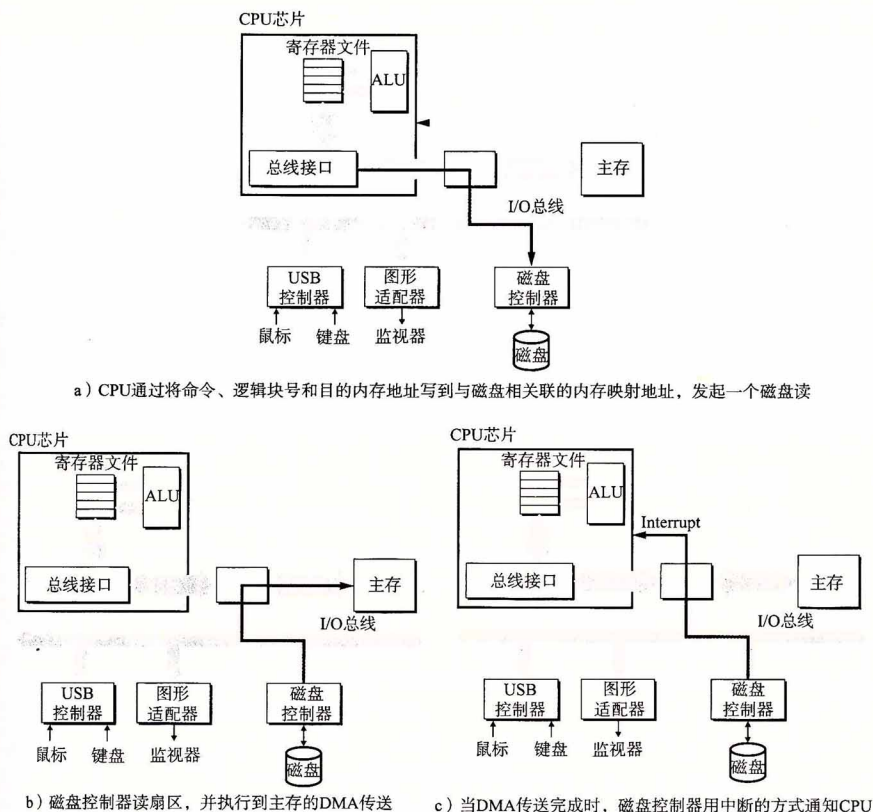 CPU芯片
寄存器文件
ALU
总线接口
主存
I/O总线
USB
控制器
图形
适配器
磁盘
控制器
鼠标
键盘
监视器
磁盘
a）CPU通过将命令、逻辑块号和目的内存地址写到与磁盘相关联的内存映射地址，发起一个磁盘读
CPU芯片
寄存器文件
ALU
总线接口
主存
I/O总线
USB
控制器
图形
适配器
磁盘
控制器
鼠标
键盘
监视器
磁盘
b）磁盘控制器读扇区，并执行到主存的DMA传送
CPU芯片
寄存器文件
ALU
Interrupt
总线接口
主存
I/O总线
USB
控制器
图形
适配器
磁盘
控制器
鼠标
键盘
监视器
磁盘
c）当DMA传送完成时，磁盘控制器用中断的方式通知CPU